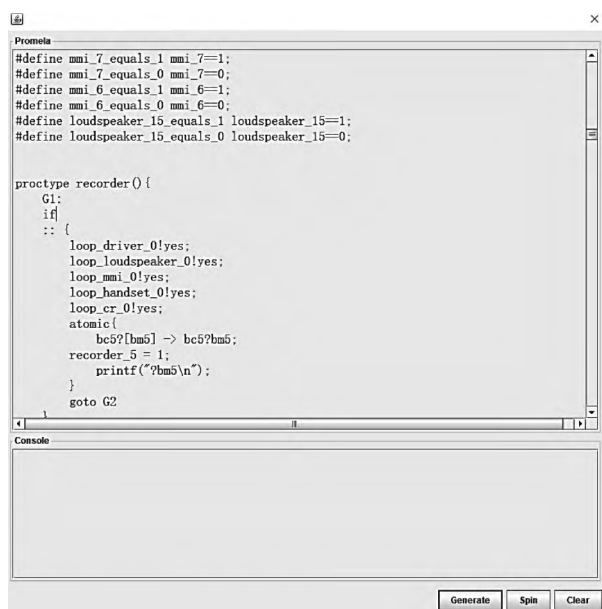 Promela
#define mmi_7_equals_1 mmi_7==1;
#define mmi_7_equals_0 mmi_7==0;
#define mmi_6_equals_1 mmi_6==1;
#define mmi_6_equals_0 mmi_6==0;
#define loudspeaker_15_equals_1 loudspeaker_15==1;
#define loudspeaker_15_equals_0 loudspeaker_15==0;
proctype recorder(){
G1:
if
:: {
loop_driver_0!yes;
loop_loudspeaker_0!yes;
loop_mmi_0!yes;
loop_handset_0!yes;
loop_cr_0!yes;
atomic{
bc5?[bm5] -> bc5?bm5;
recorder_5 = 1;
printf("?bm5\n");
}
goto G2
}
Console
Generate Spin Clear